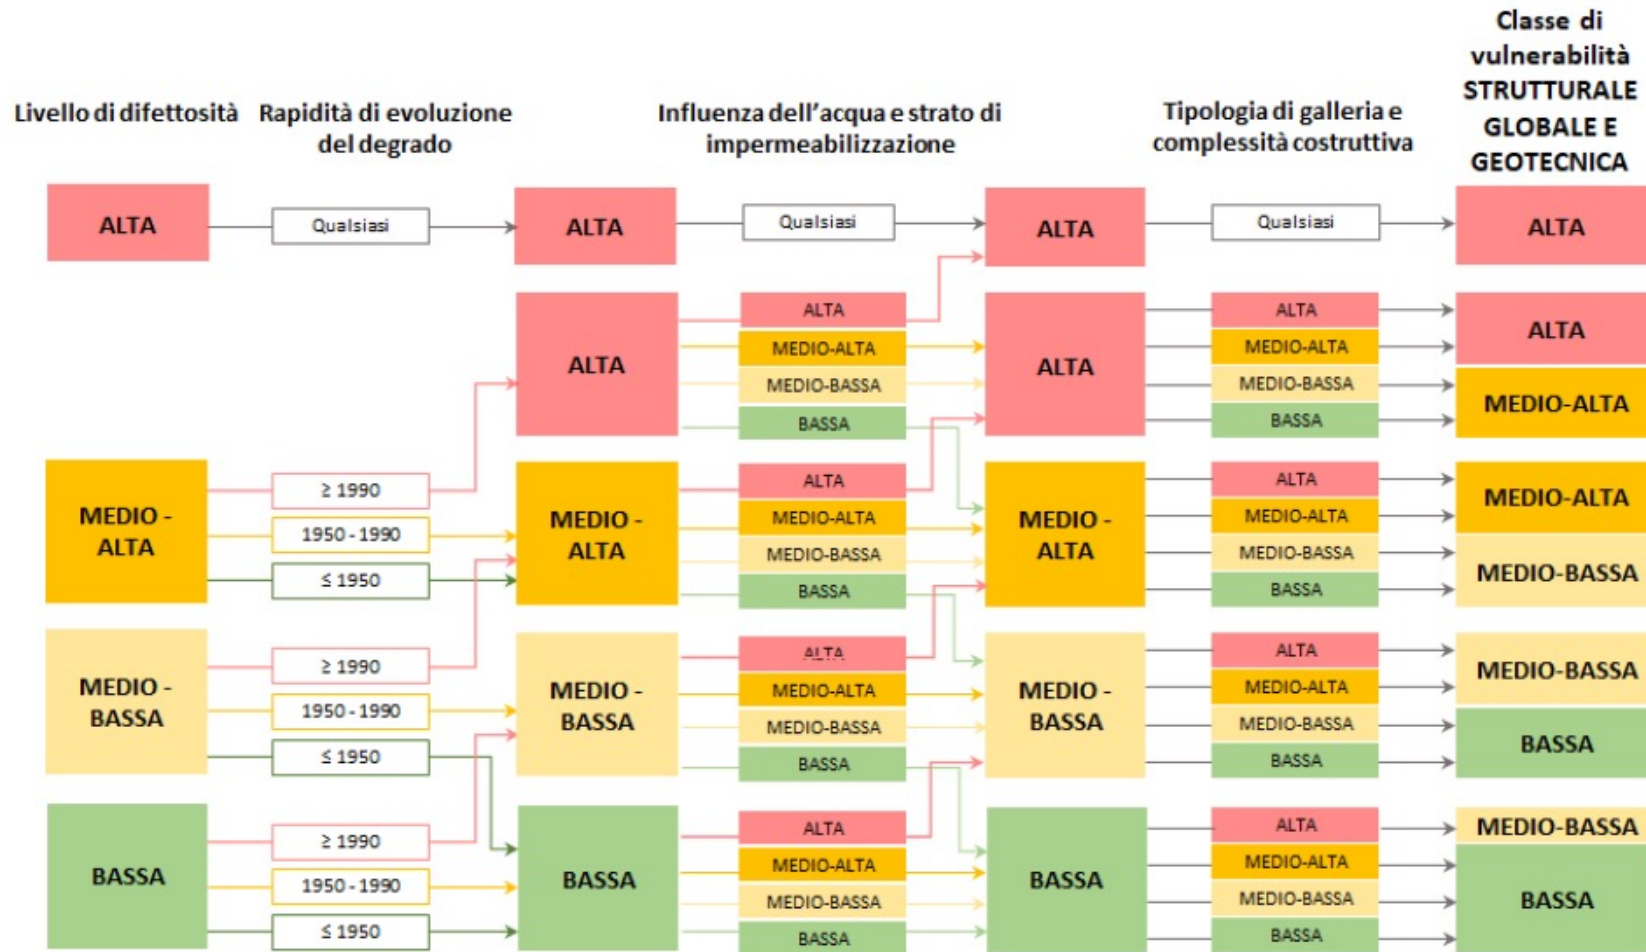 Classe di
vulnerabilità
STRUTTURALE
GLOBALE E
GEOTECNICA
Livello di difettosità
Rapidità di evoluzione
del degrado
Influenza dell'acqua e strato di
impermeabilizzazione
Tipologia di galleria e
complessità costruttiva
ALTA
Qualsiasi
ALTA
Qualsiasi
ALTA
Qualsiasi
ALTA
ALTA
ALTA
MEDIO-ALTA
MEDIO-BASSA
BASSA
ALTA
ALTA
MEDIO-ALTA
MEDIO-BASSA
BASSA
ALTA
MEDIO-ALTA
MEDIO -
ALTA
≥ 1990
1950 - 1990
≤ 1950
MEDIO -
ALTA
ALTA
MEDIO-ALTA
MEDIO-BASSA
BASSA
MEDIO -
ALTA
ALTA
MEDIO-ALTA
MEDIO-BASSA
BASSA
MEDIO-ALTA
MEDIO-BASSA
MEDIO -
BASSA
≥ 1990
1950 - 1990
≤ 1950
MEDIO -
BASSA
ALTA
MEDIO-ALTA
MEDIO-BASSA
BASSA
MEDIO -
BASSA
ALTA
MEDIO-ALTA
MEDIO-BASSA
BASSA
MEDIO-BASSA
BASSA
BASSA
≥ 1990
1950 - 1990
≤ 1950
BASSA
ALTA
MEDIO-ALTA
MEDIO-BASSA
BASSA
BASSA
ALTA
MEDIO-ALTA
MEDIO-BASSA
BASSA
MEDIO-BASSA
BASSA